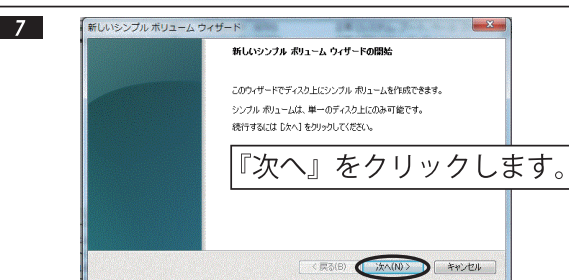 7
新しいシンプル ボリューム ウィザード
新しいシンプル ボリューム ウィザードの開始
このウィザードでディスク上にシンプル ボリュームを作成できます。
シンプル ボリュームは、単一のディスク上にのみ可能です。
続行するには [次へ] をクリックしてください。
『次へ』をクリックします。
< 戻る(B)
次へ(N) >
キャンセル